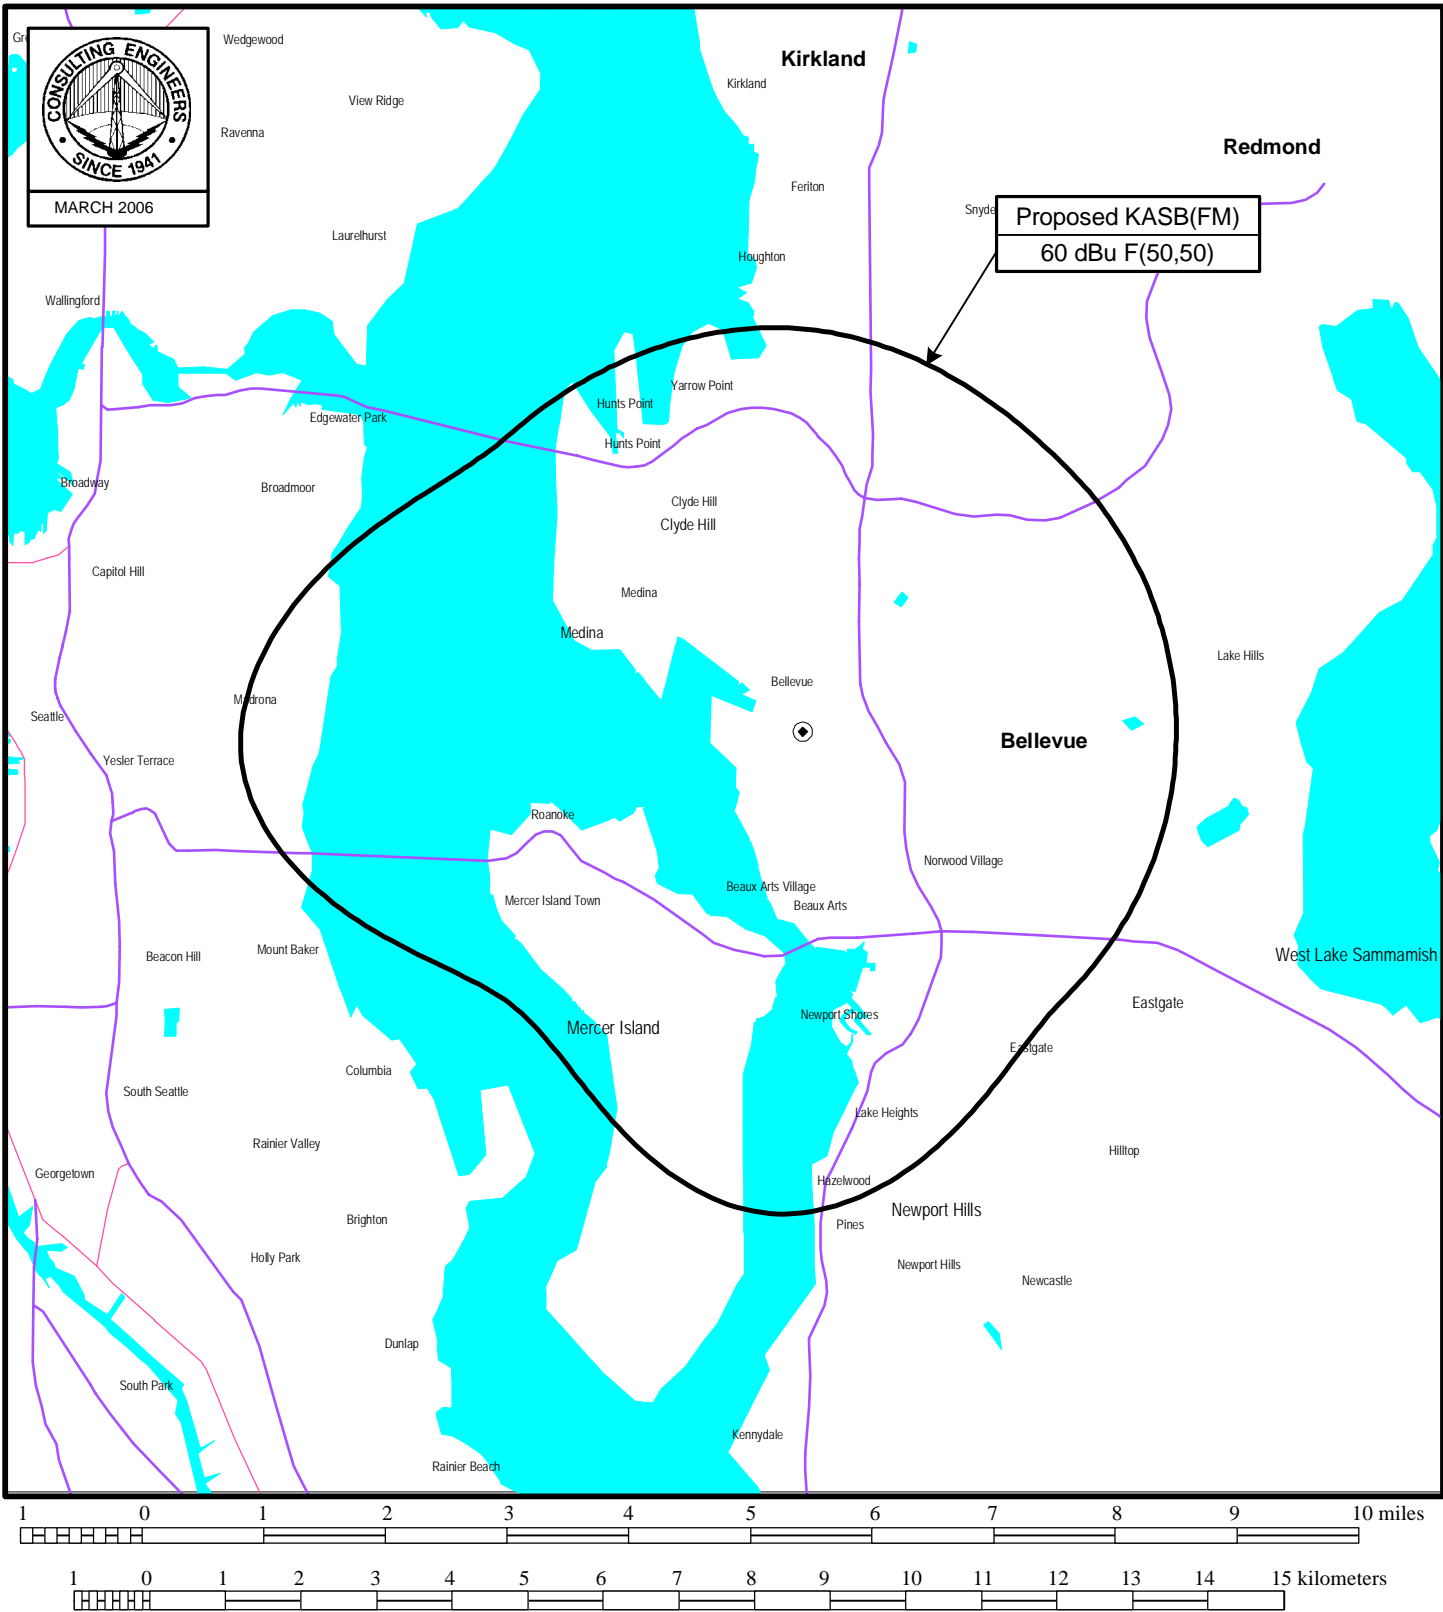 Gr
Wedgewood
Kirkland
Kirkland
CONSULTING ENGINEERS
SINCE 1941
MARCH 2006
View Ridge
Ravenna
Redmond
Feriton
Snyde
Proposed KASB(FM)
60 dBu F(50,50)
Laurelhurst
Houghton
Wallingford
Yarrow Point
Hunts Point
Edgewater Park
Hunts Point
Broadway
Broadmoor
Clyde Hill
Clyde Hill
Capitol Hill
Medina
Medina
Lake Hills
Bellevue
Madrona
Seattle
Bellevue
Yesler Terrace
Roanoke
Norwood Village
Beaux Arts Village
Mercer Island Town
Beaux Arts
Mount Baker
Beacon Hill
West Lake Sammamish
Eastgate
Newport Shores
Mercer Island
Eastgate
Columbia
South Seattle
Lake Heights
Rainier Valley
Hilltop
Georgetown
Hazelwood
Newport Hills
Brighton
Pines
Holly Park
Newport Hills
Newcastle
Dunlap
South Park
Kennydale
Rainier Beach
1 0 1 2 3 4 5 6 7 8 9 10 miles
1 0 1 2 3 4 5 6 7 8 9 10 11 12 13 14 15 kilometers